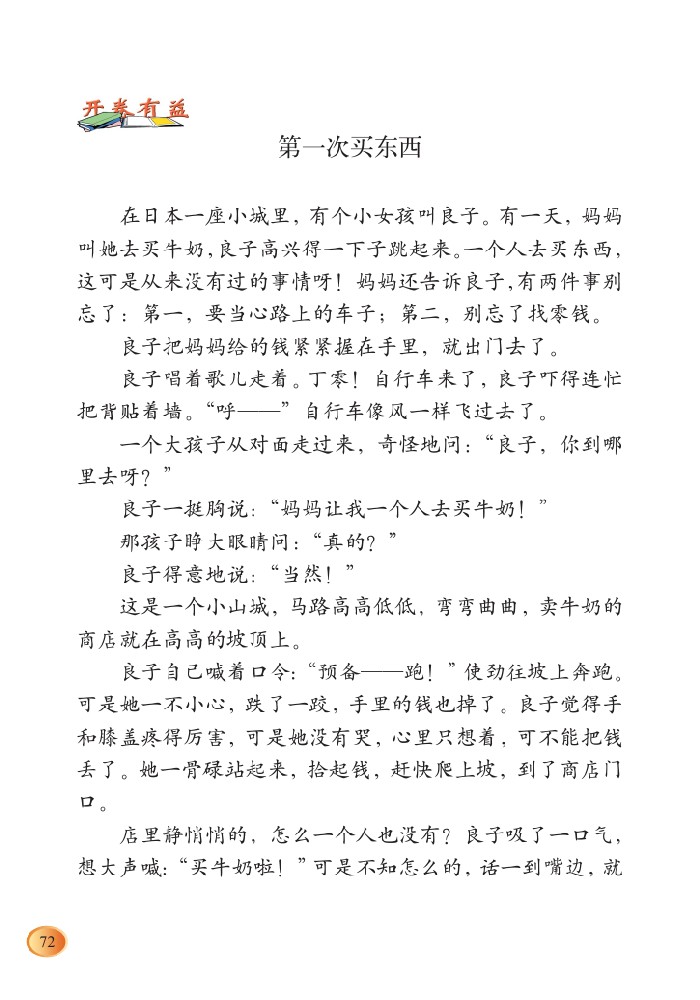 开卷有益
第一次买东西
在日本一座小城里，有个小女孩叫良子。有一天，妈妈
叫她去买牛奶，良子高兴得一下子跳起来。一个人去买东西，
这可是从来没有过的事情呀！妈妈还告诉良子，有两件事别
忘了：第一，要当心路上的车子；第二，别忘了找零钱。
良子把妈妈给的钱紧紧握在手里，就出门去了。
良子唱着歌儿走着。丁零！自行车来了，良子吓得连忙
把背贴着墙。“呼——”自行车像风一样飞过去了。
一个大孩子从对面走过来，奇怪地问：“良子，你到哪
里去呀？”
良子一挺胸说：“妈妈让我一个人去买牛奶！”
那孩子睁大眼睛问：“真的？”
良子得意地说：“当然！”
这是一个小山城，马路高高低低，弯弯曲曲，卖牛奶的
商店就在高高的坡顶上。
良子自己喊着口令：“预备——跑！”使劲往坡上奔跑。
可是她一不小心，跌了一跤，手里的钱也掉了。良子觉得手
和膝盖疼得厉害，可是她没有哭，心里只想着，可不能把钱
丢了。她一骨碌站起来，拾起钱，赶快爬上坡，到了商店门
口。
店里静悄悄的，怎么一个人也没有？良子吸了一口气，
想大声喊：“买牛奶啦！”可是不知怎么的，话一到嘴边，就
72